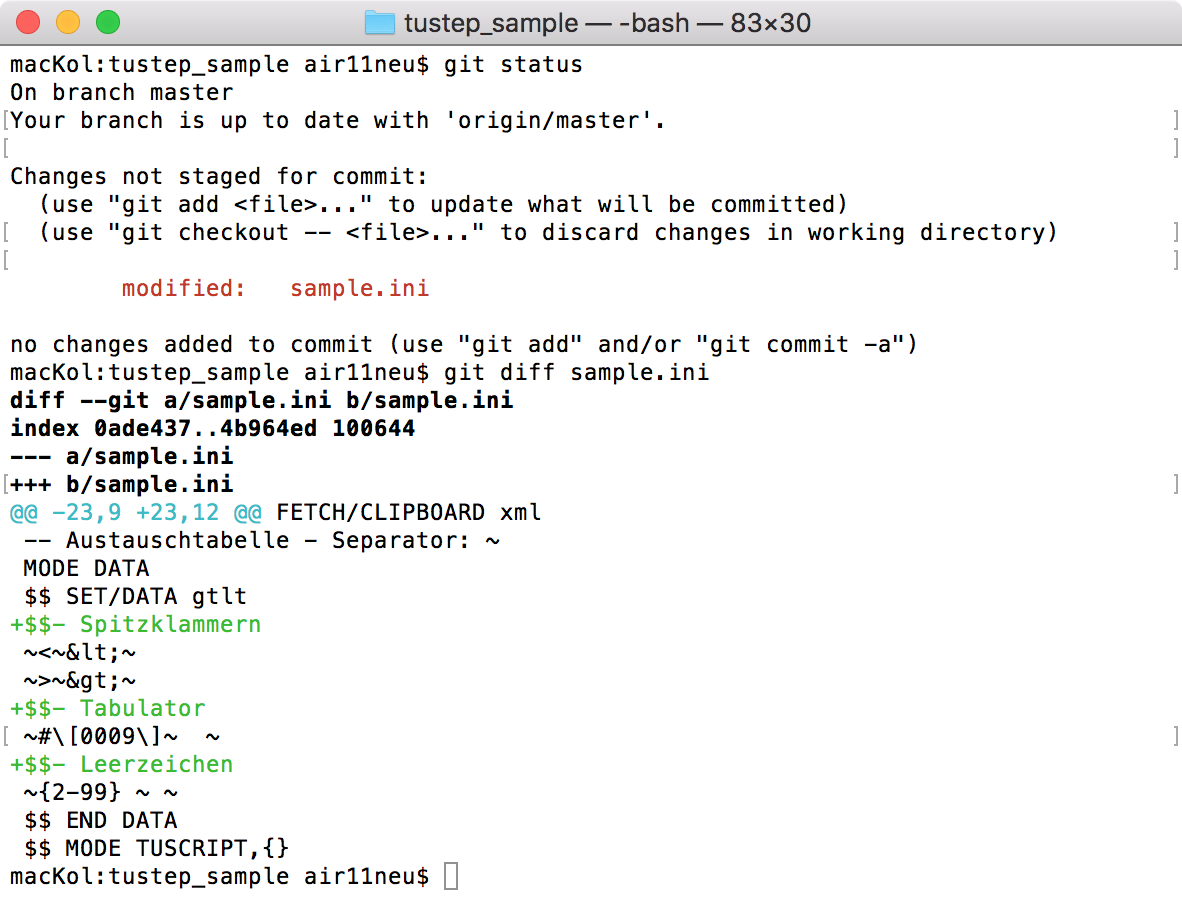 tustep_sample — -bash — 83×30
macKol:tustep_sample air11neu$ git status
On branch master
[Your branch is up to date with 'origin/master'. ]
[ ]
Changes not staged for commit:
  (use "git add <file>..." to update what will be committed)
[  (use "git checkout -- <file>..." to discard changes in working directory) ]
[ ]
        modified:   sample.ini
no changes added to commit (use "git add" and/or "git commit -a")
macKol:tustep_sample air11neu$ git diff sample.ini
diff --git a/sample.ini b/sample.ini
index 0ade437..4b964ed 100644
--- a/sample.ini
[+++ b/sample.ini ]
@@ -23,9 +23,12 @@ FETCH/CLIPBOARD xml
 -- Austauschtabelle - Separator: ~
 MODE DATA
 $$ SET/DATA gtlt
+$$- Spitzklammern
 ~<~&lt;~
 ~>~&gt;~
+$$- Tabulator
[ ~#\[0009\]~  ~ ]
+$$- Leerzeichen
 ~{2-99} ~ ~
 $$ END DATA
 $$ MODE TUSCRIPT,{}
macKol:tustep_sample air11neu$